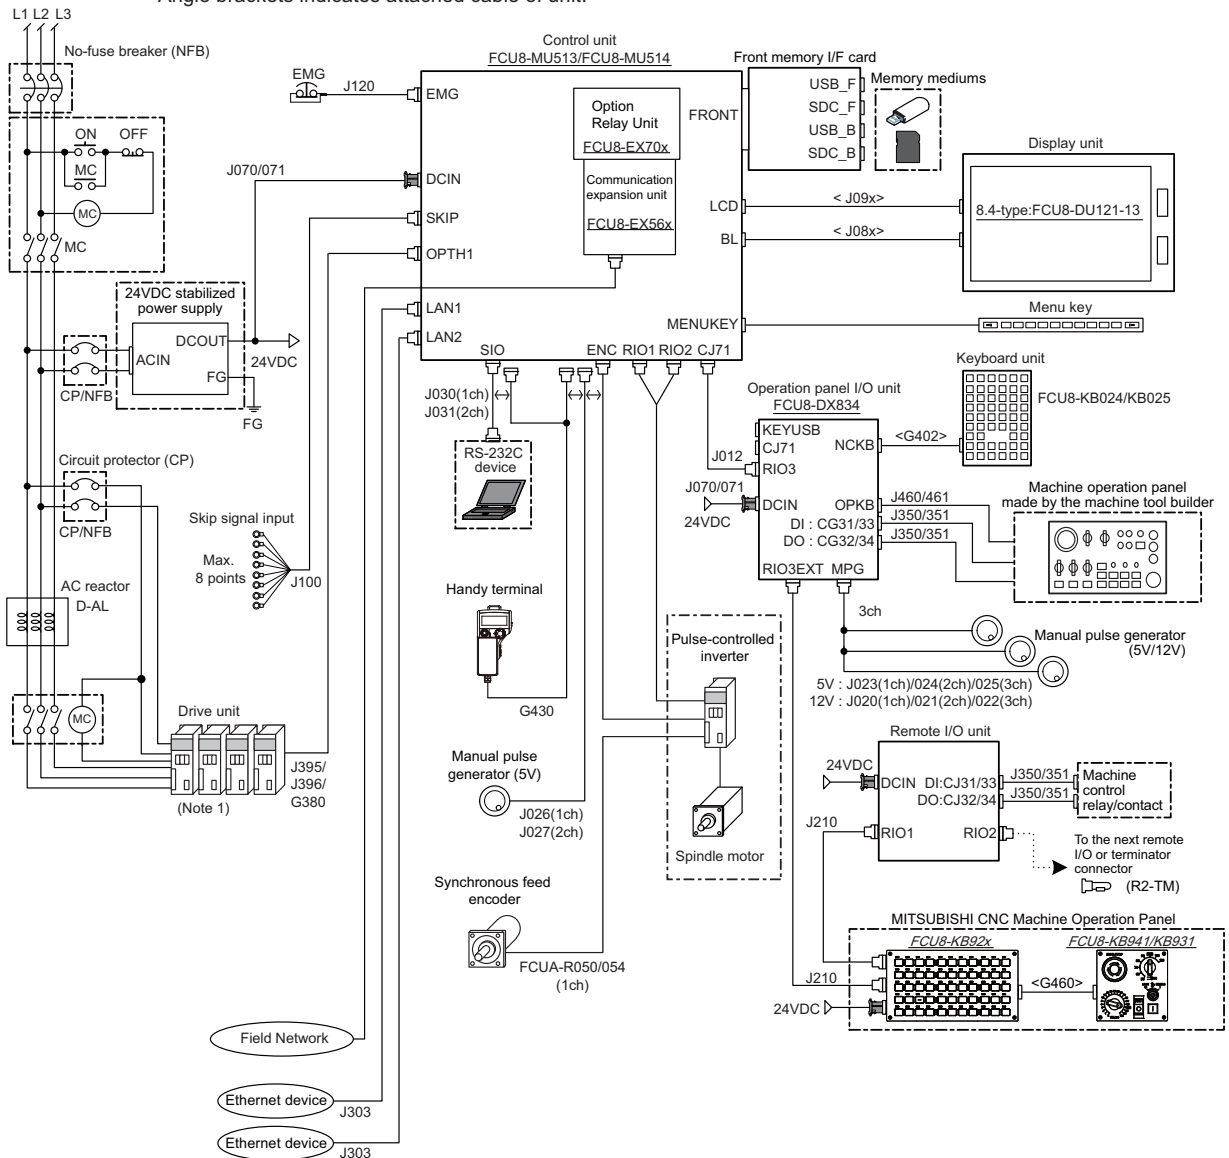 Angle brackets indicates attached cable of unit.
L1 L2 L3
No-fuse breaker (NFB)
ON OFF
MC
MC
MC
24VDC stabilized
power supply
DCOUT
ACIN
FG
24VDC
FG
CP/NFB
Circuit protector (CP)
CP/NFB
AC reactor
D-AL
MC
Drive unit
(Note 1)
J395/
J396/
G380
Skip signal input
Max.
8 points
J100
EMG
J120
J070/071
Control unit
FCU8-MU513/FCU8-MU514
EMG
DCIN
SKIP
OPTH1
LAN1
LAN2
SIO
ENC RIO1 RIO2 CJ71
FRONT
LCD
BL
MENUKEY
Option
Relay Unit
FCU8-EX70x
Communication
expansion unit
FCU8-EX56x
Front memory I/F card
USB_F
SDC_F
USB_B
SDC_B
Memory mediums
Display unit
8.4-type:FCU8-DU121-13
< J09x>
< J08x>
Menu key
Keyboard unit
FCU8-KB024/KB025
J030(1ch)
J031(2ch)
RS-232C
device
Handy terminal
G430
Manual pulse
generator (5V)
J026(1ch)
J027(2ch)
Synchronous feed
encoder
FCUA-R050/054
(1ch)
Pulse-controlled
inverter
Spindle motor
Operation panel I/O unit
FCU8-DX834
KEYUSB
CJ71
RIO3
DCIN
NCKB
OPKB
DI : CG31/33
DO : CG32/34
RIO3EXT MPG
J012
J070/071
24VDC
<G402>
J460/461
J350/351
J350/351
Machine operation panel
made by the machine tool builder
3ch
Manual pulse generator
(5V/12V)
5V : J023(1ch)/024(2ch)/025(3ch)
12V : J020(1ch)/021(2ch)/022(3ch)
Remote I/O unit
24VDC
DCIN DI:CJ31/33
DO:CJ32/34
RIO1 RIO2
J350/351
J350/351
Machine
control
relay/contact
J210
To the next remote
I/O or terminator
connector
(R2-TM)
MITSUBISHI CNC Machine Operation Panel
FCU8-KB92x
FCU8-KB941/KB931
J210
<G460>
24VDC
Field Network
Ethernet device
J303
Ethernet device
J303